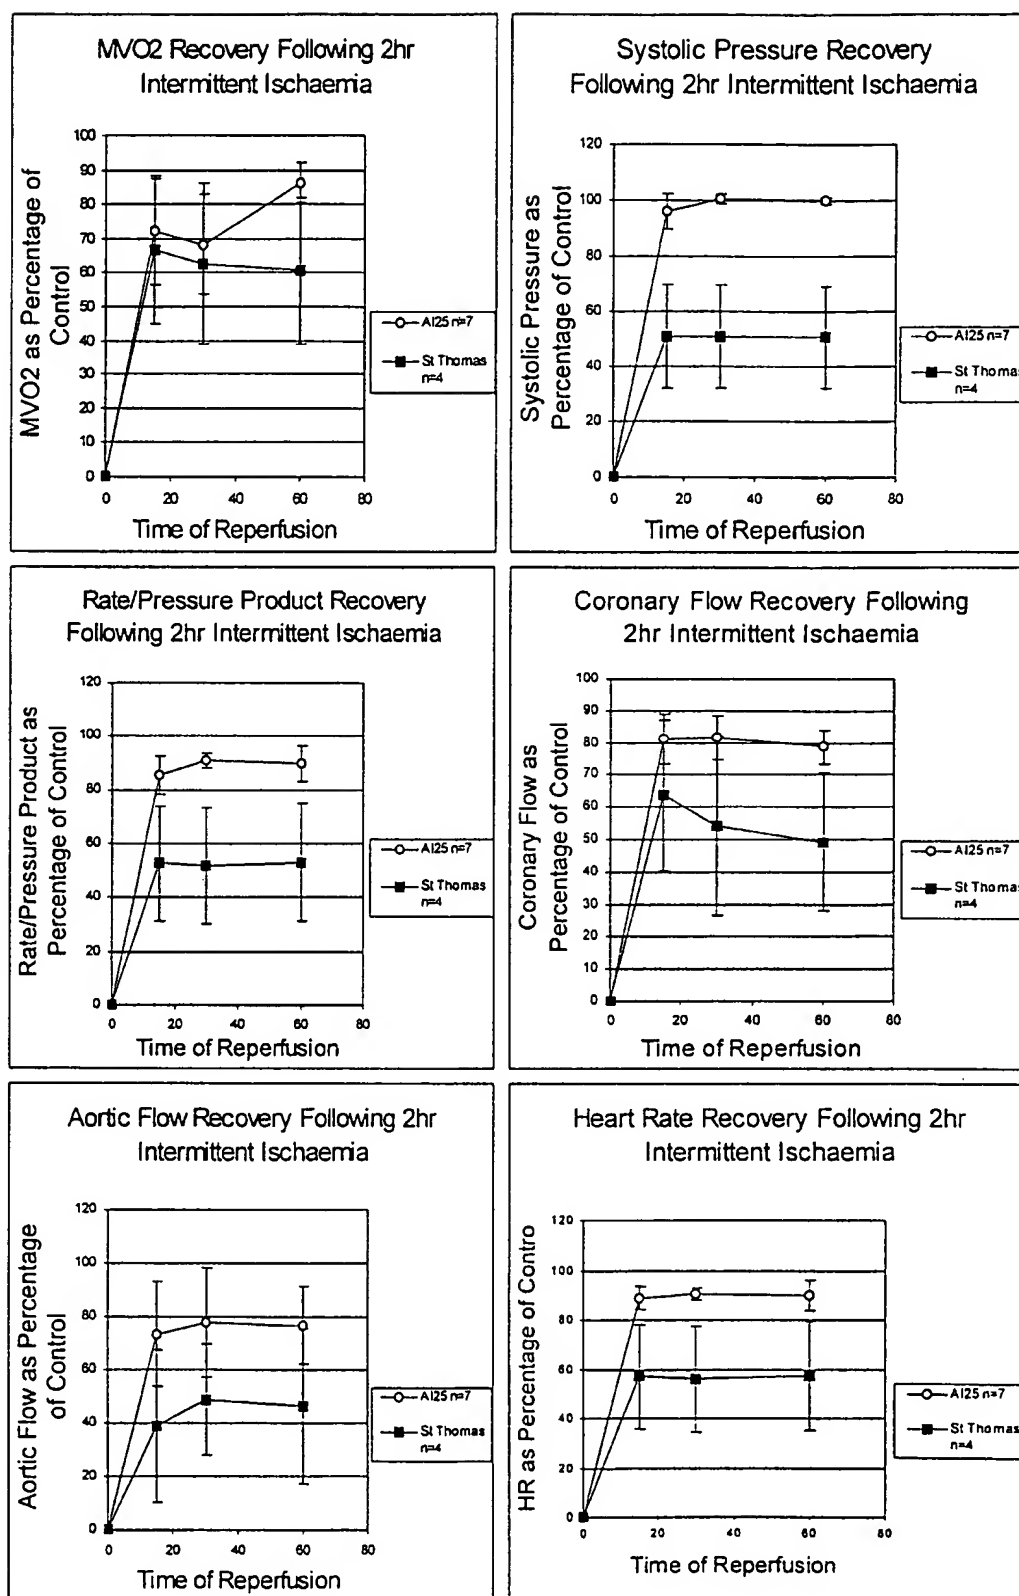 MVO2 Recovery Following 2hr
Intermittent Ischaemia
MVO2 as Percentage of
Control
100
90
80
70
60
50
40
30
20
10
0
0 20 40 60 80
Time of Reperfusion
AI25 n=7
St Thomas
n=4
Systolic Pressure Recovery
Following 2hr Intermittent Ischaemia
Systolic Pressure as
Percentage of Control
120
100
80
60
40
20
0
0 20 40 60 80
Time of Reperfusion
AI25 n=7
St Thomas
n=4
Rate/Pressure Product Recovery
Following 2hr Intermittent Ischaemia
Rate/Pressure Product as
Percentage of Control
120
100
80
60
40
20
0
0 20 40 60 80
Time of Reperfusion
AI25 n=7
St Thomas
n=4
Coronary Flow Recovery Following
2hr Intermittent Ischaemia
Coronary Flow as
Percentage of Control
100
90
80
70
60
50
40
30
20
10
0
0 20 40 60 80
Time of Reperfusion
AI25 n=7
St Thomas
n=4
Aortic Flow Recovery Following 2hr
Intermittent Ischaemia
Aortic Flow as Percentage
of Control
120
100
80
60
40
20
0
0 20 40 60 80
Time of Reperfusion
AI25 n=7
St Thomas
n=4
Heart Rate Recovery Following 2hr
Intermittent Ischaemia
HR as Percentage of Contro
120
100
80
60
40
20
0
0 20 40 60 80
Time of Reperfusion
AI25 n=7
St Thomas
n=4